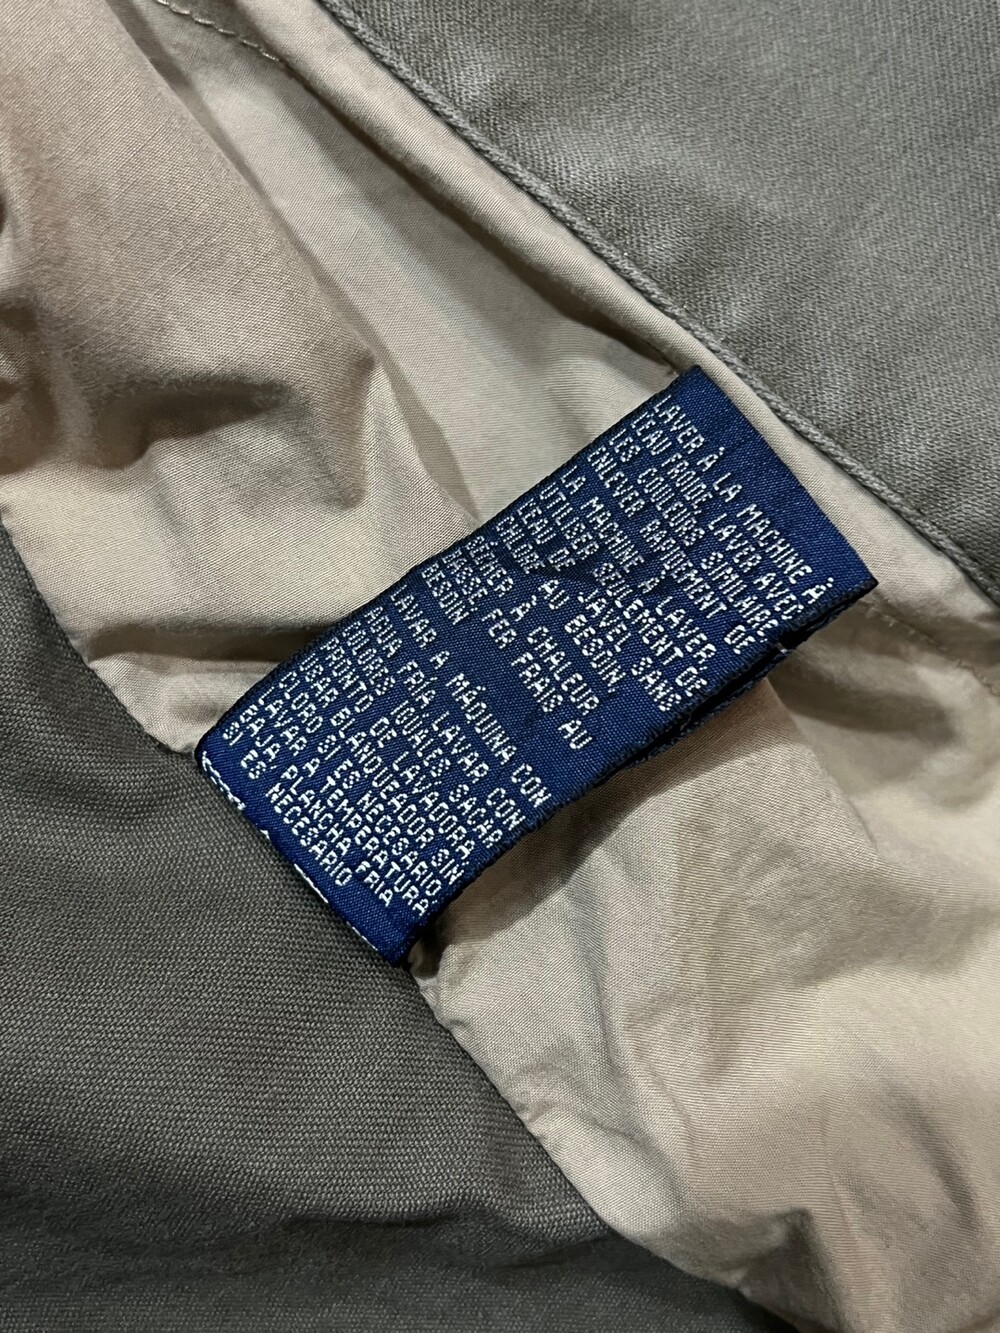 LAVER À LA MACHINE À
L'EAU FROIDE, LAVER AVEC
LES COULEURS SIMILAIRES
ENLEVER RAPIDEMENT DE
LA MACHINE À LAVER.
UTILISER SEULEMENT DE
L'EAU DE JAVEL SANS
CHLORE AU BESOIN.
SÉCHER À CHALEUR
BASSE. FER FRAIS AU
BESOIN
LAVAR A MÁQUINA CON
AGUA FRÍA, LAVAR CON
COLORES IGUALES SACAR
PRONTO DE LAVADORA.
USAR BLANQUEADOR SIN
CLORO SI ES NECESARIO.
LAVAR A TEMPERATURA
BAJA PLANCHA FRÍA
SI ES NECESARIO